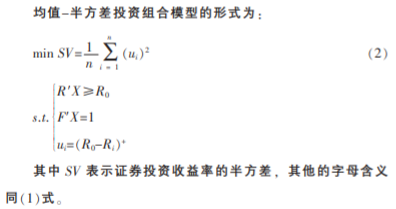 均值-半方差投资组合模型的形式为：
min SV=1/n ∑_{i=1}^{n} (u_i)² (2)
s.t. { R′X⩾R₀
F′X=1
u_i=(R₀-R_i)⁺
其中 SV 表示证券投资收益率的半方差，其他的字母含义
同(1)式。